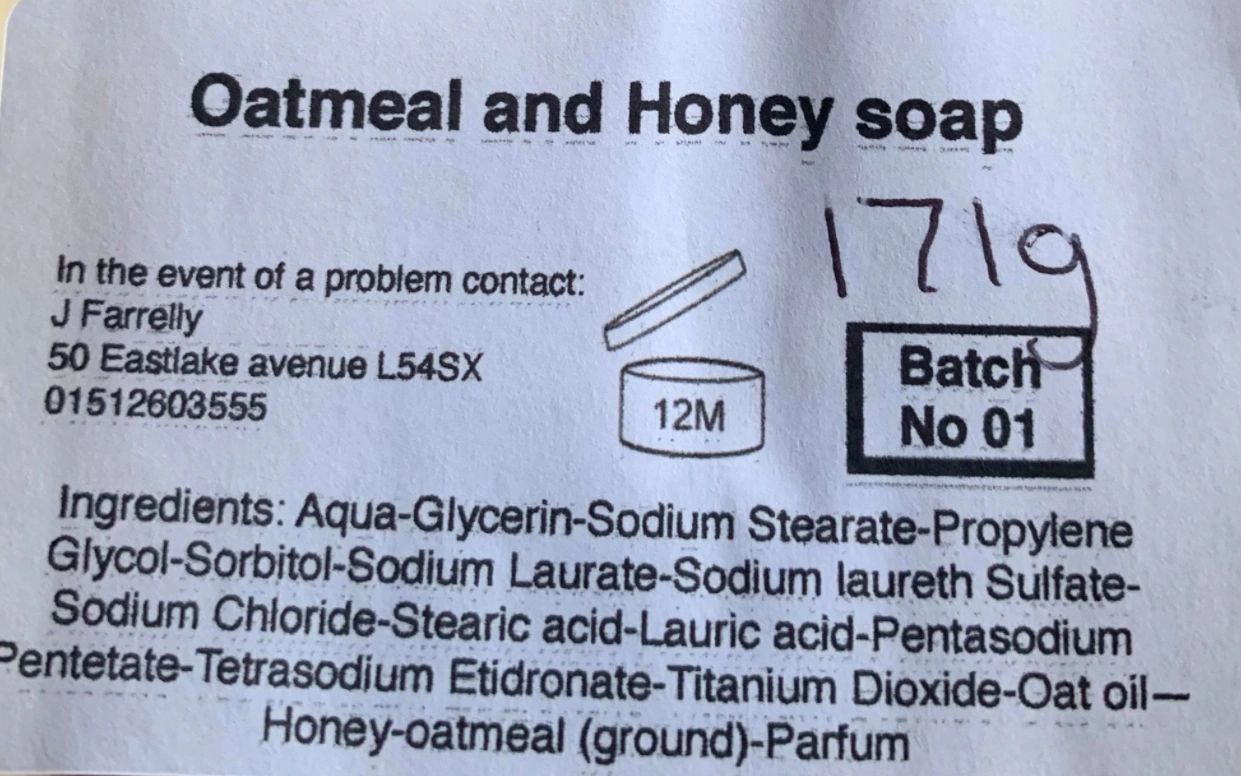 Oatmeal and Honey soap
171g
In the event of a problem contact:
J Farrelly
50 Eastlake avenue L54SX
01512603555
12M
Batch
No 01
Ingredients: Aqua-Glycerin-Sodium Stearate-Propylene
Glycol-Sorbitol-Sodium Laurate-Sodium laureth Sulfate-
Sodium Chloride-Stearic acid-Lauric acid-Pentasodium
Pentetate-Tetrasodium Etidronate-Titanium Dioxide-Oat oil—
Honey-oatmeal (ground)-Parfum